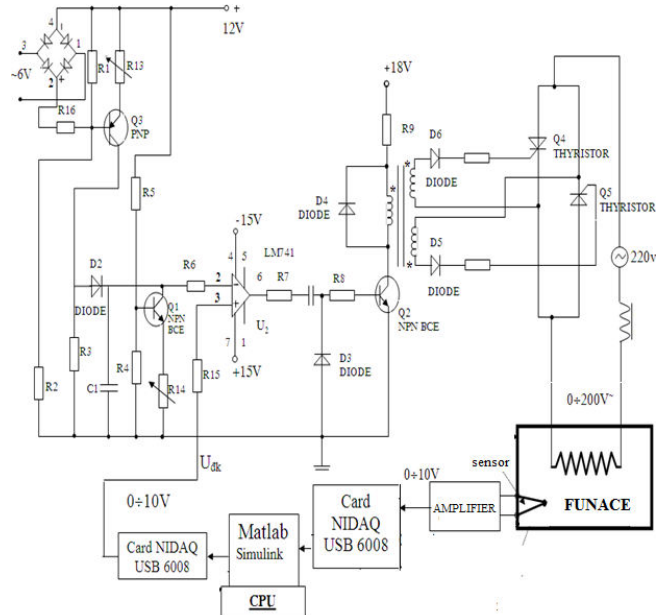 4
+
12V
3
1
~6V
2
R1
R13
R16
Q3
PNP
+18V
R9
D6
DIODE
Q4
THYRISTOR
Q5
THYRISTOR
R5
D4
DIODE
*
*
*
D5
DIODE
220v
-15V
4
5
LM741
D2
DIODE
R6
2
3
6
R7
R8
Q1
NPN
BCE
U2
Q2
NPN BCE
7
1
+15V
R3
R4
R2
C1
R14
R15
D3
DIODE
0÷200V~
Udk
0÷10V
0÷10V
sensor
FUNACE
AMPLIFIER
Card
NIDAQ
USB 6008
Matlab
Simulink
Card NIDAQ
USB 6008
CPU